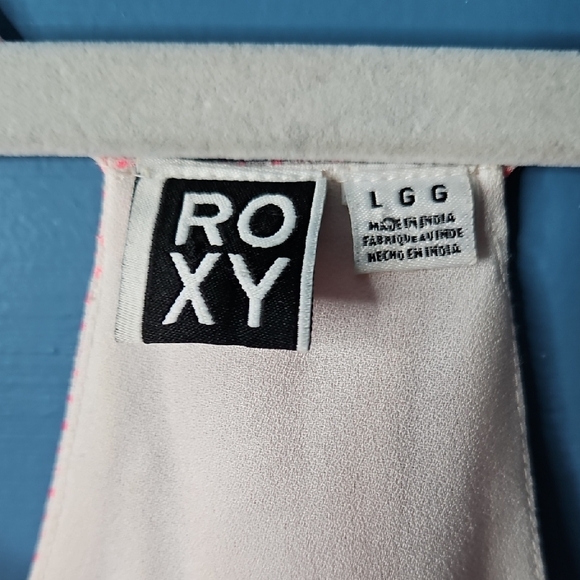 RO
XY
L G G
MADE IN INDIA
FABRIQUE AU INDE
HECHO EN INDIA